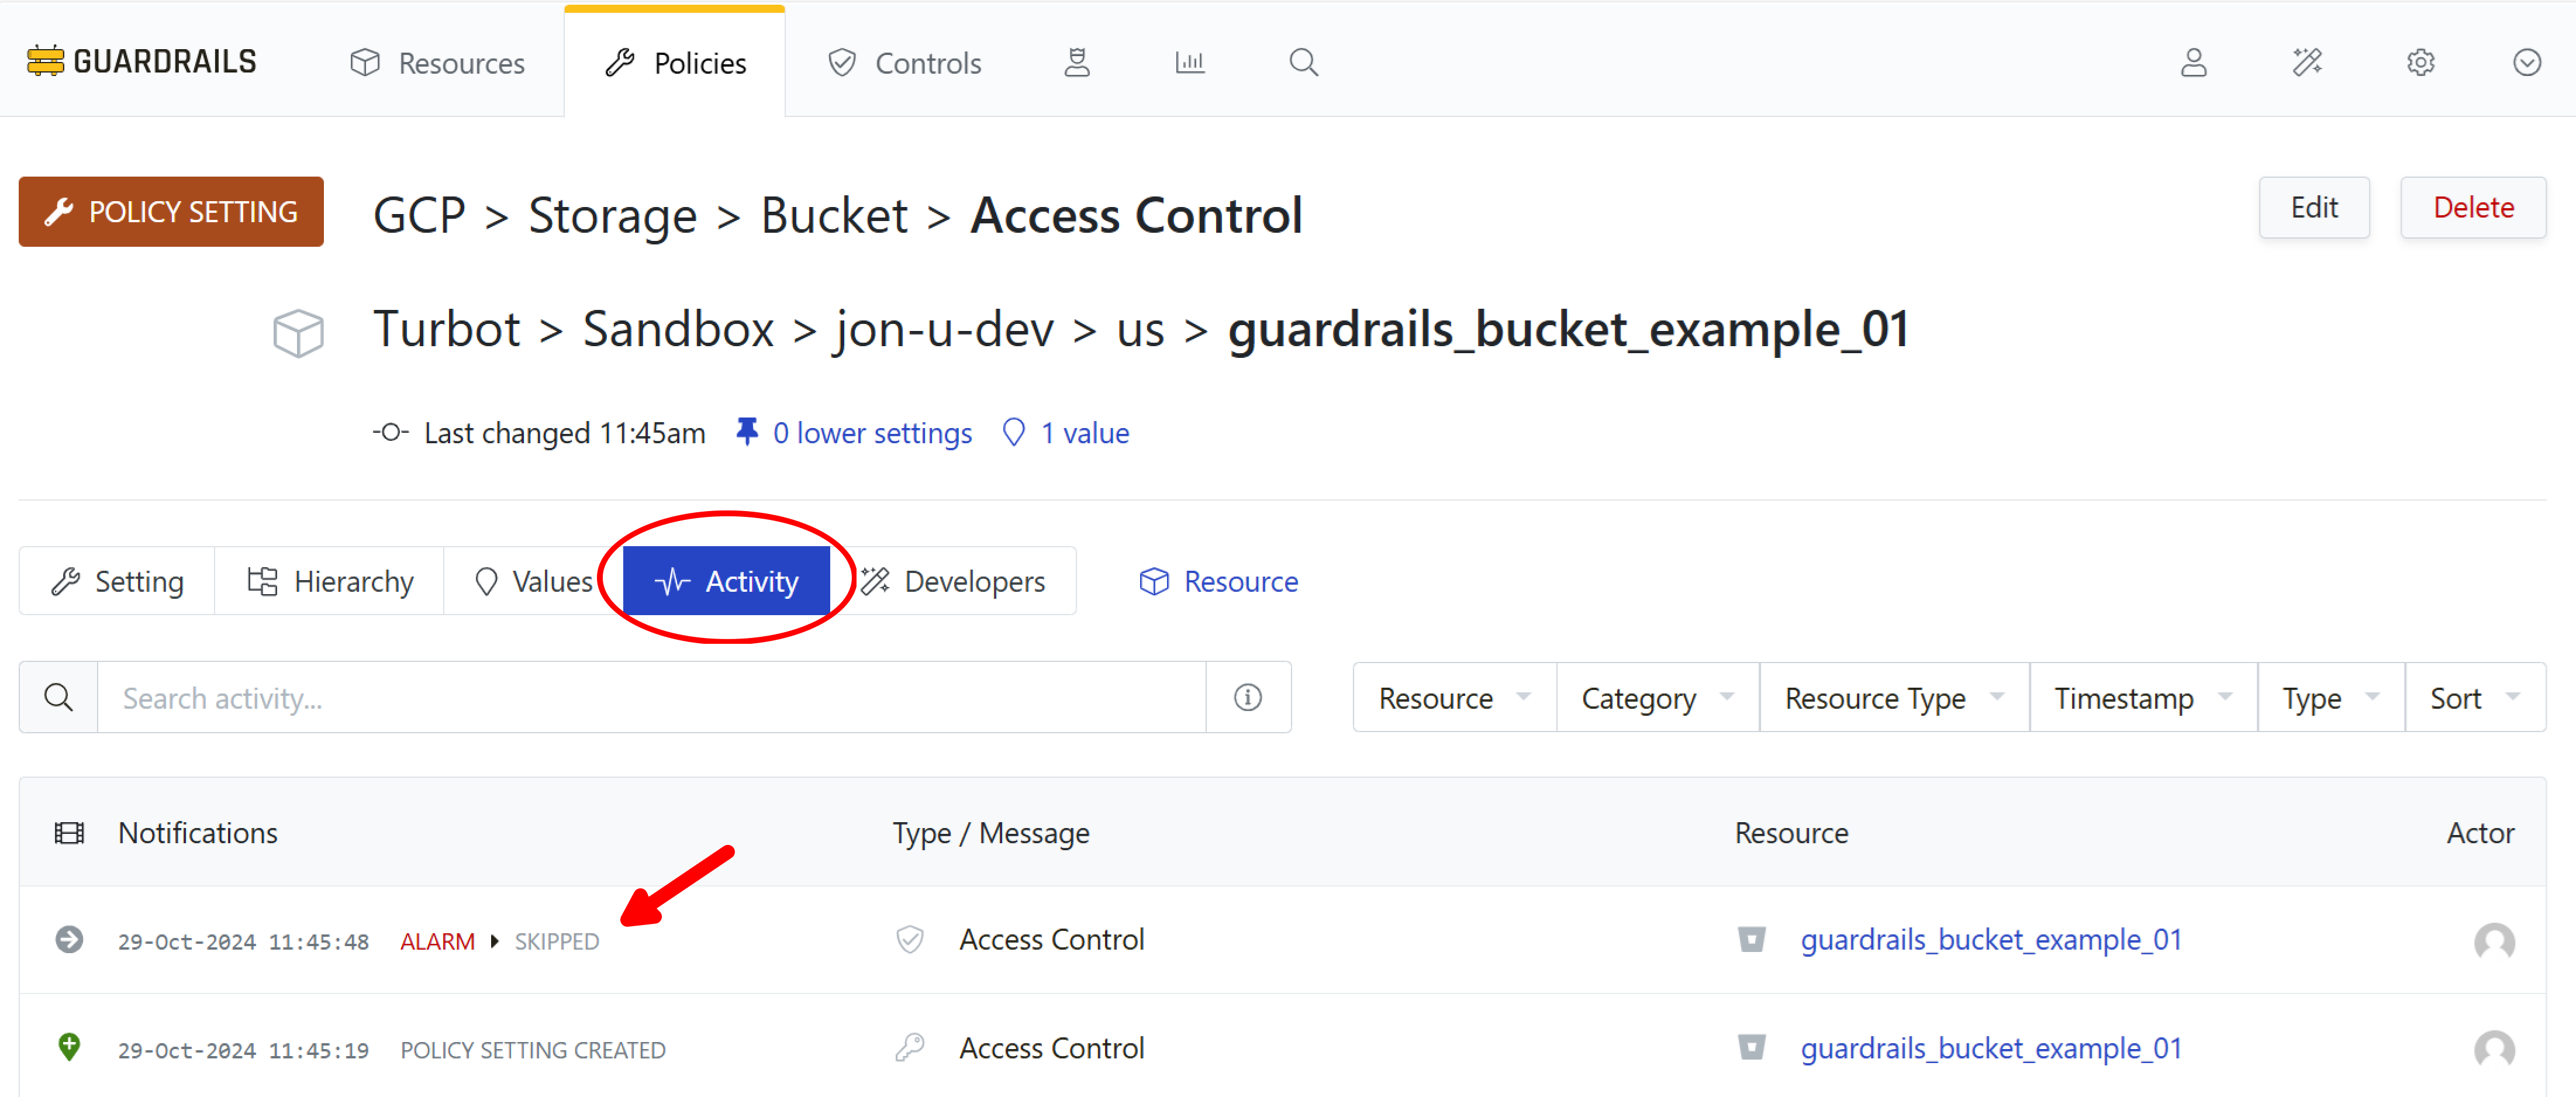 GUARDRAILS Resources Policies Controls
POLICY SETTING GCP > Storage > Bucket > Access Control Edit Delete
Turbot > Sandbox > jon-u-dev > us > guardrails_bucket_example_01
Last changed 11:45am 0 lower settings 1 value
Setting Hierarchy Values Activity Developers Resource
Search activity... Resource Category Resource Type Timestamp Type Sort
Notifications Type / Message Resource Actor
29-Oct-2024 11:45:48 ALARM SKIPPED Access Control guardrails_bucket_example_01
29-Oct-2024 11:45:19 POLICY SETTING CREATED Access Control guardrails_bucket_example_01